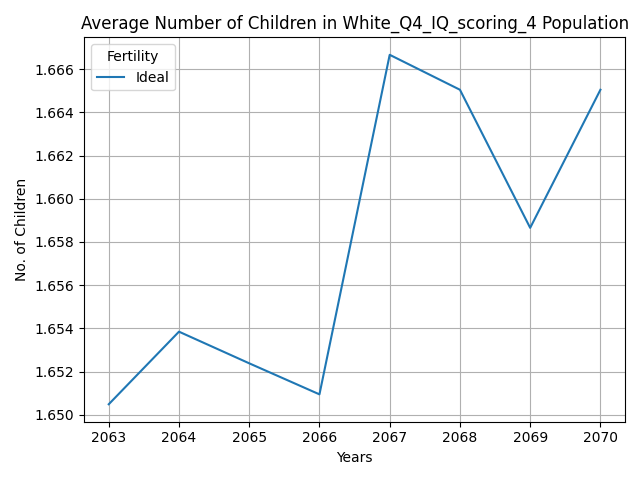 Average Number of Children in White_Q4_IQ_scoring_4 Population
Fertility
Ideal
No. of Children
1.666
1.664
1.662
1.660
1.658
1.656
1.654
1.652
1.650
2063 2064 2065 2066 2067 2068 2069 2070
Years